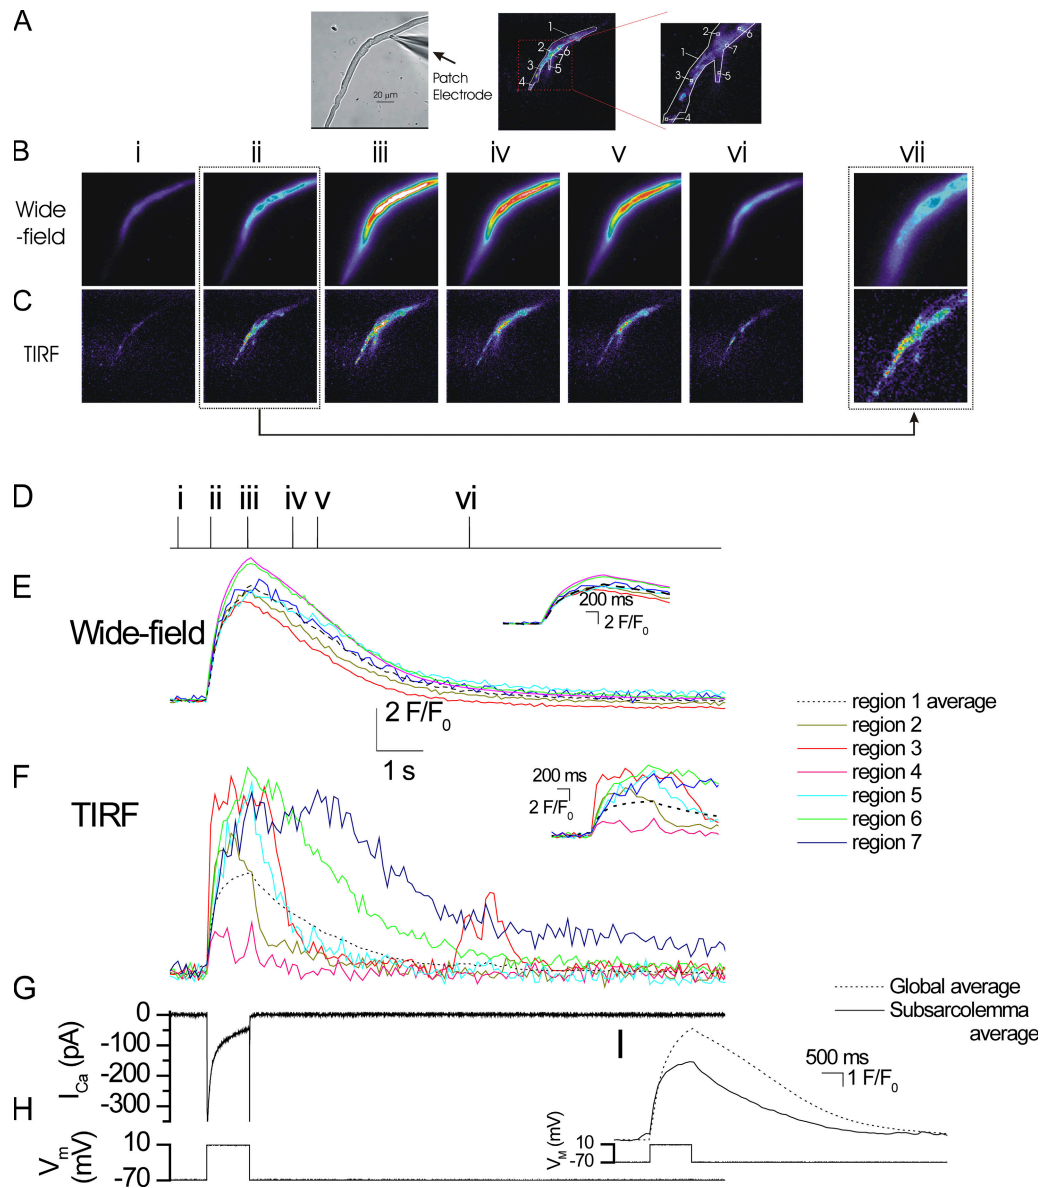 A
1
2
6
3
5
4
20 µm
Patch
Electrode
2
6
1
7
3
5
4
B
i
ii
iii
iv
v
vi
vii
Wide
-field
C
TIRF
D
i
ii
iii
iv
v
vi
E
Wide-field
200 ms
2 F/F0
2 F/F0
1 s
region 1 average
region 2
region 3
region 4
region 5
region 6
region 7
F
TIRF
200 ms
2 F/F0
G
0
-100
-200
-300
ICa (pA)
Global average
Subsarcolemma
average
I
500 ms
1 F/F0
H
10
-70
Vm
(mV)
10
-70
VM (mV)